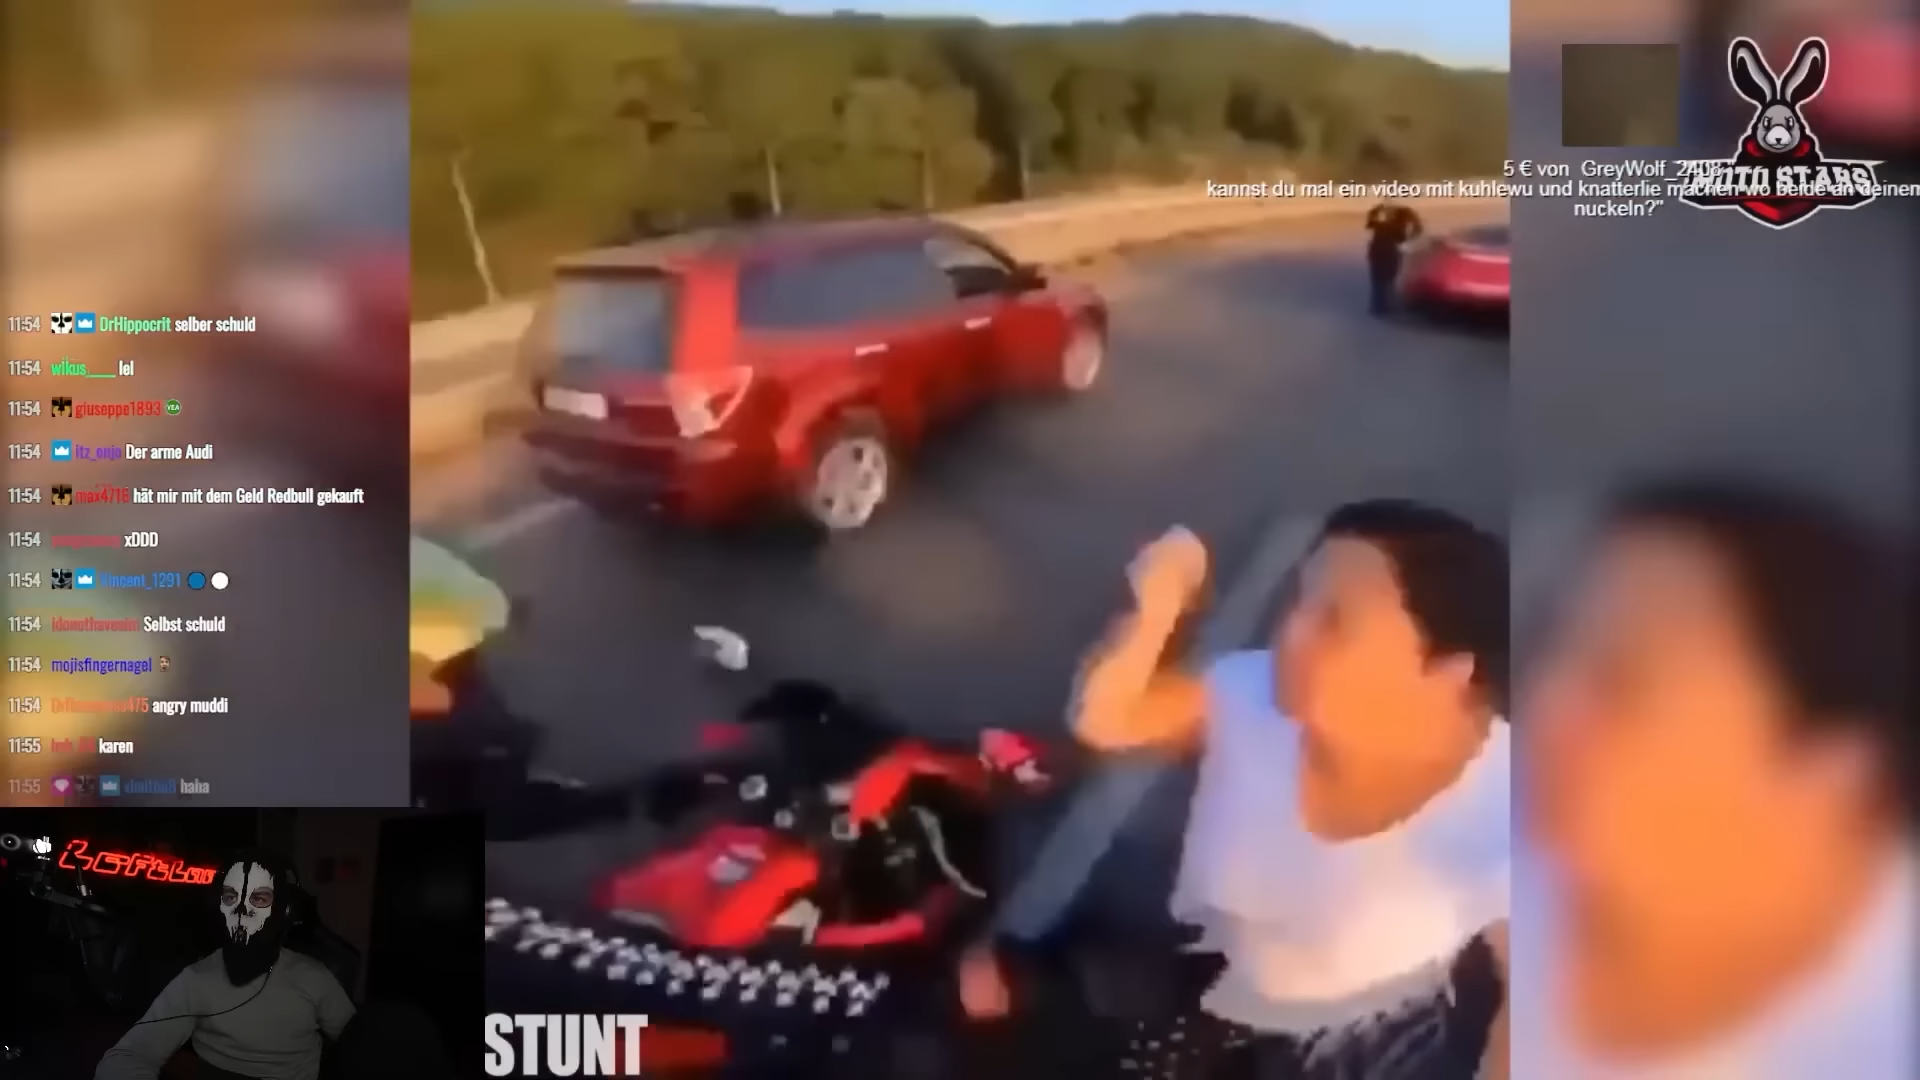 5 € von GreyWolf_2408
kannst du mal ein video mit kuhlewu und knatterlie machen wo beide an deinem
nuckeln?"
MOTO STARS
11:54 DrHippocrit selber schuld
11:54 wikus____ lel
11:54 giuseppe1893 YEA
11:54 itz_onjo Der arme Audi
11:54 max4716 hät mir mit dem Geld Redbull gekauft
11:54 xDDD
11:54 Vincent_1291
11:54 Selbst schuld
11:54 mojisfingernagel
11:54 angry muddi
11:55 karen
11:55 haha
STUNT